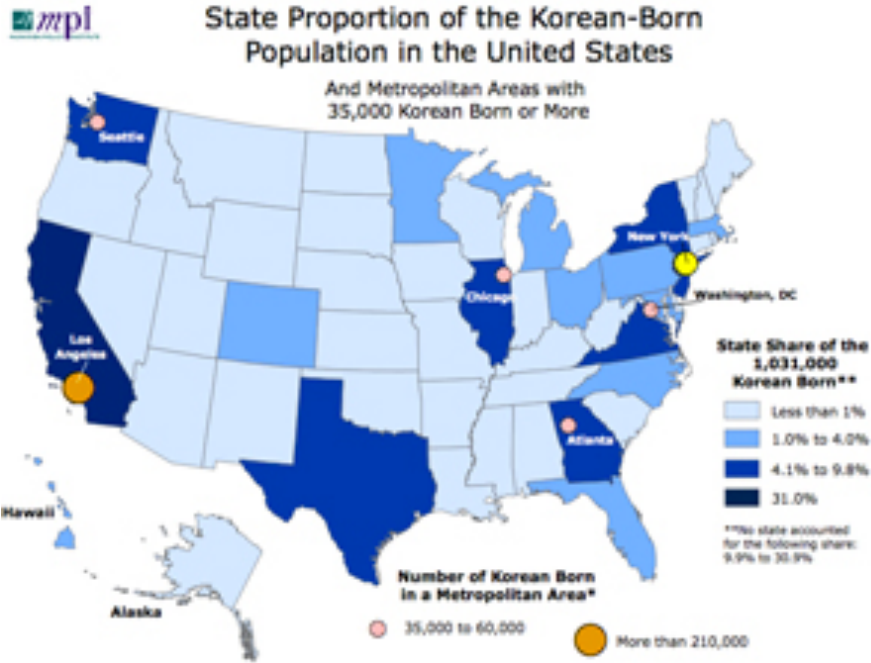 mpi
State Proportion of the Korean-Born
Population in the United States
And Metropolitan Areas with
35,000 Korean Born or More
Seattle
New York
Chicago
Washington, DC
Los
Angeles
Atlanta
State Share of the
1,031,000
Korean Born**
Less than 1%
1.0% to 4.0%
4.1% to 9.8%
31.0%
**No state accounted
for the following share:
9.9% to 30.9%
Hawaii
Alaska
Number of Korean Born
in a Metropolitan Area*
35,000 to 60,000
More than 210,000